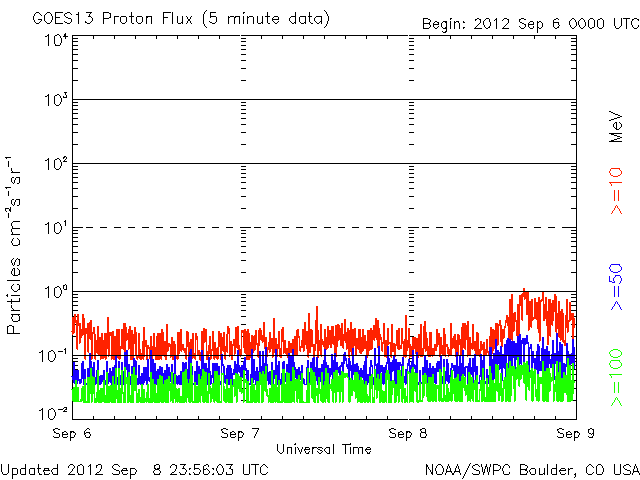 GOES13 Proton Flux (5 minute data)
Begin: 2012 Sep 6 0000 UTC
10⁴
10³
10²
10¹
10⁰
10⁻¹
10⁻²
Particles cm⁻²s⁻¹sr⁻¹
MeV
>=10
>=50
>=100
Sep 6
Sep 7
Sep 8
Sep 9
Universal Time
Updated 2012 Sep 8 23:56:03 UTC
NOAA/SWPC Boulder, CO USA